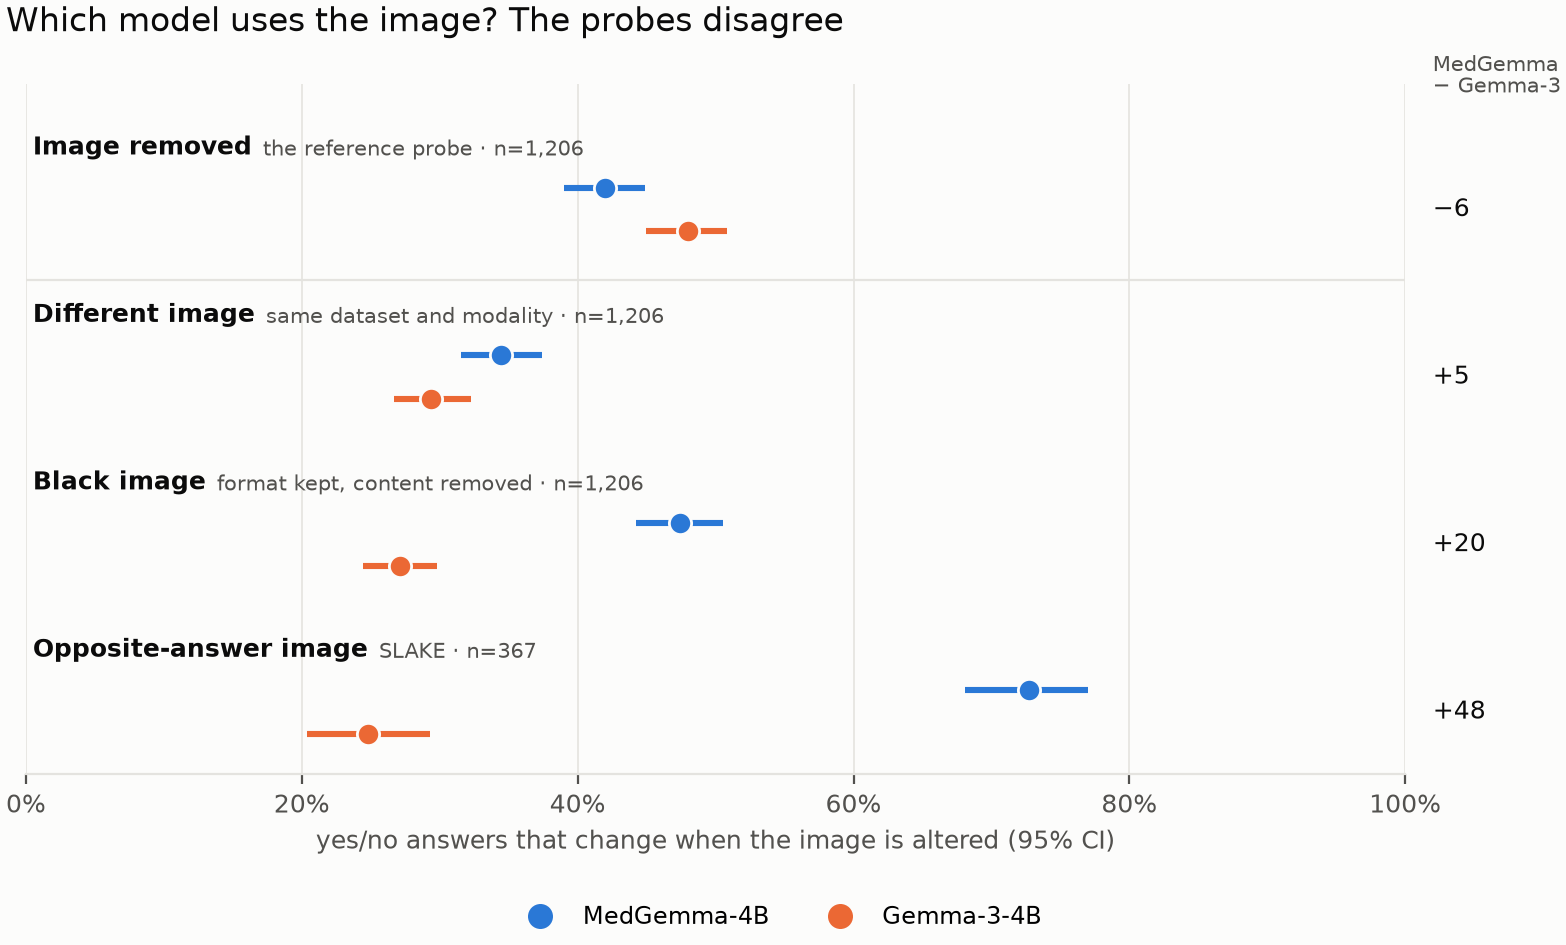 Which model uses the image? The probes disagree
MedGemma
− Gemma-3
Image removed the reference probe · n=1,206
−6
Different image same dataset and modality · n=1,206
+5
Black image format kept, content removed · n=1,206
+20
Opposite-answer image SLAKE · n=367
+48
0% 20% 40% 60% 80% 100%
yes/no answers that change when the image is altered (95% CI)
MedGemma-4B Gemma-3-4B